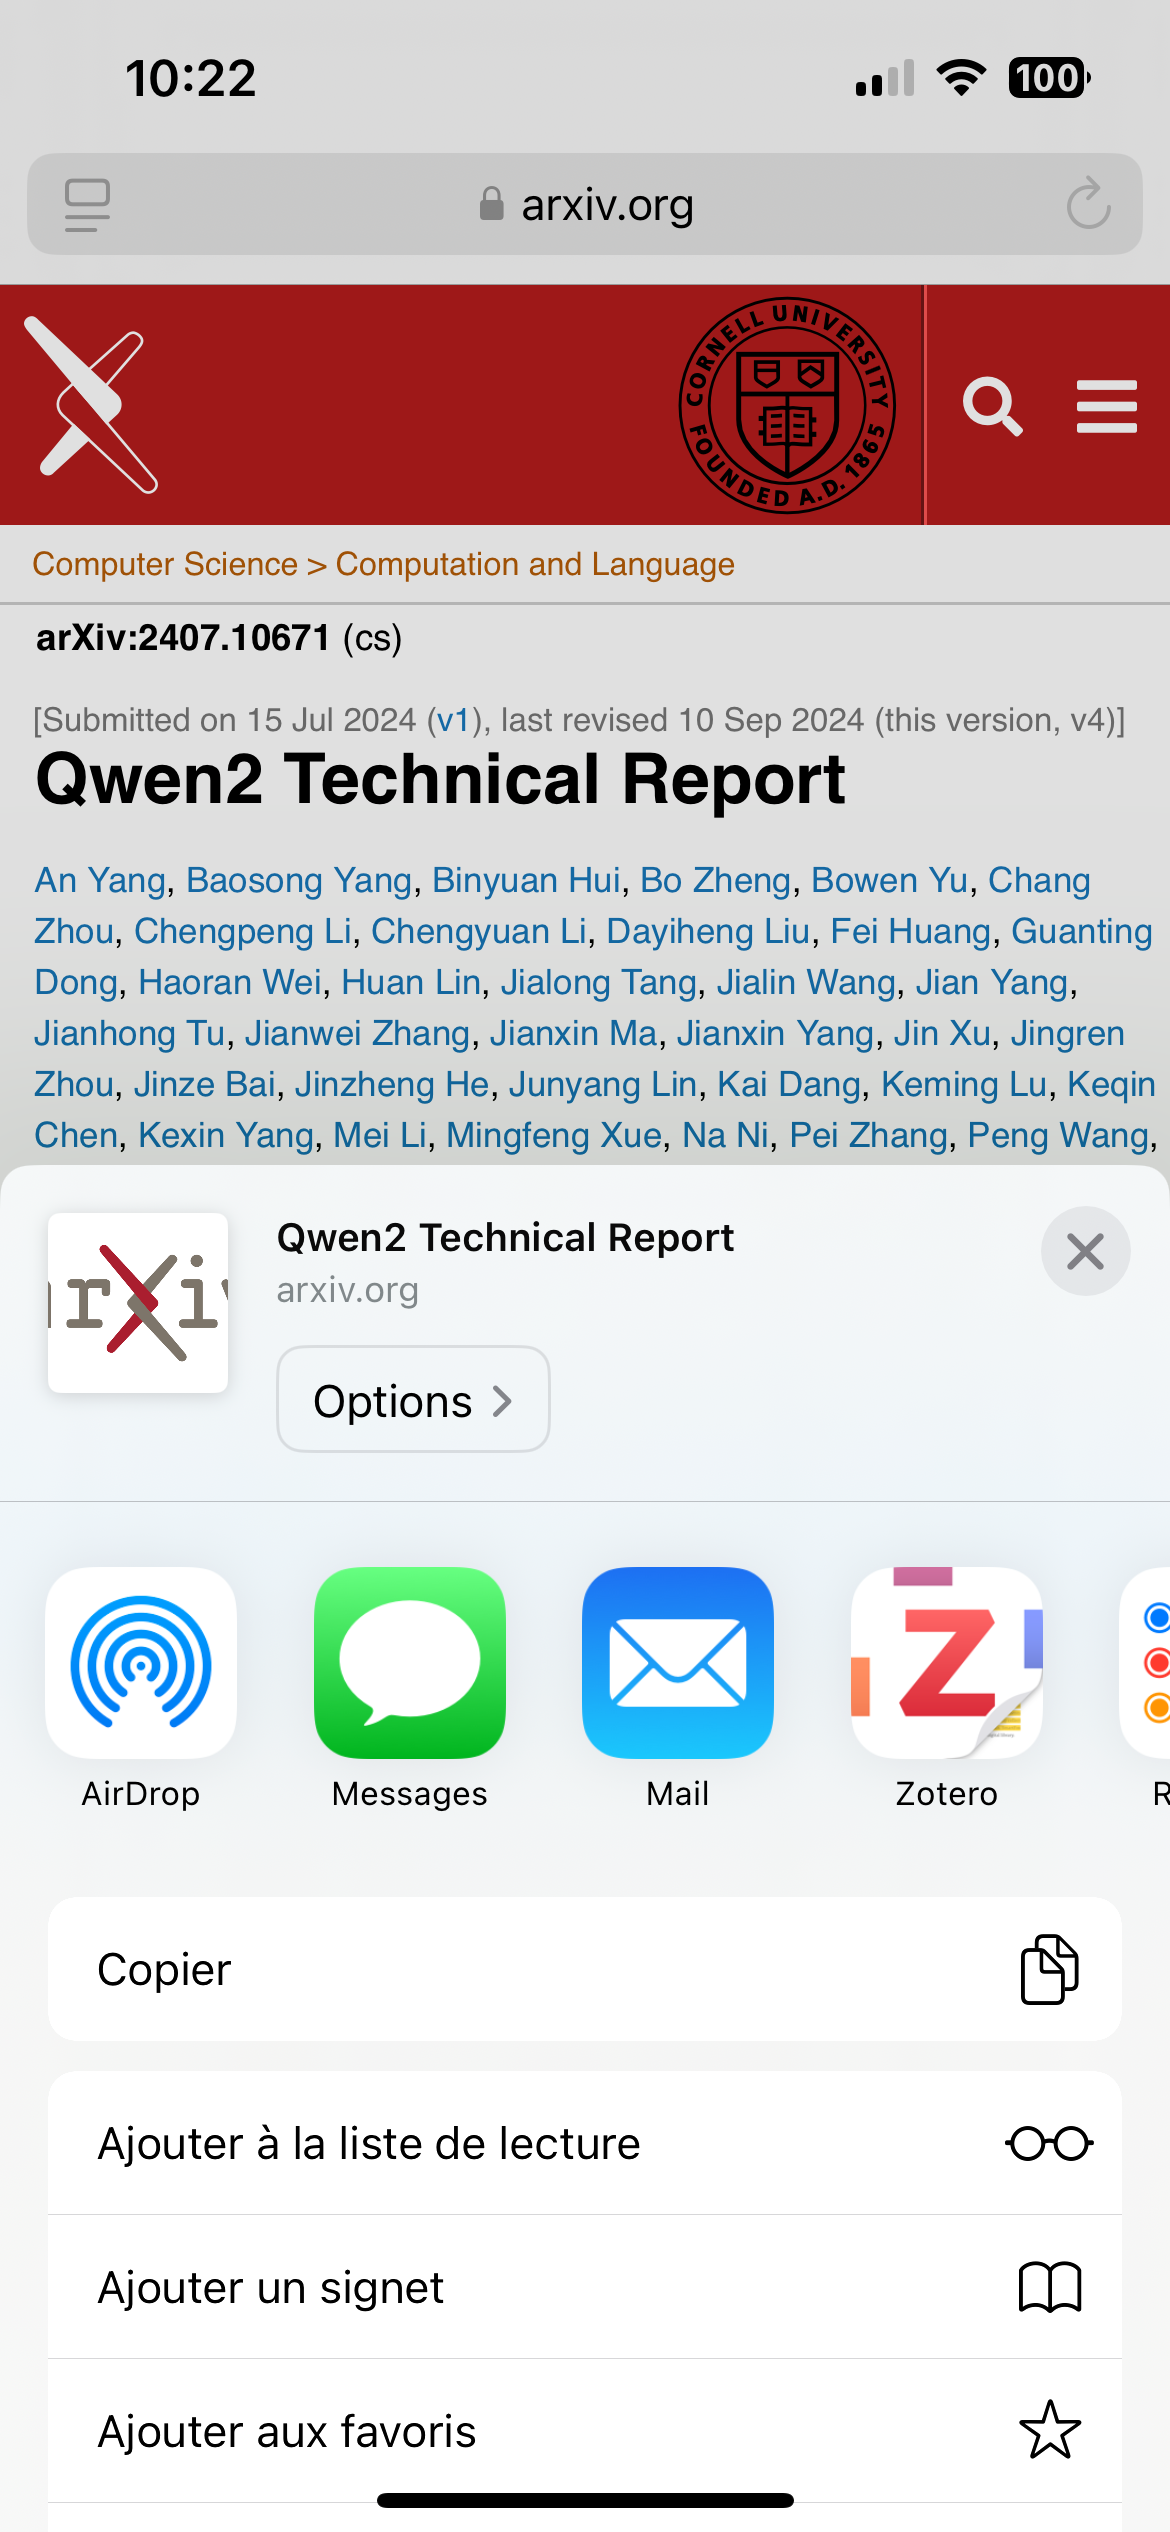 10:22
100
arxiv.org
CORNELL UNIVERSITY
FOUNDED A.D. 1865
Computer Science > Computation and Language
arXiv:2407.10671 (cs)
[Submitted on 15 Jul 2024 (v1), last revised 10 Sep 2024 (this version, v4)]
Qwen2 Technical Report
An Yang, Baosong Yang, Binyuan Hui, Bo Zheng, Bowen Yu, Chang
Zhou, Chengpeng Li, Chengyuan Li, Dayiheng Liu, Fei Huang, Guanting
Dong, Haoran Wei, Huan Lin, Jialong Tang, Jialin Wang, Jian Yang,
Jianhong Tu, Jianwei Zhang, Jianxin Ma, Jianxin Yang, Jin Xu, Jingren
Zhou, Jinze Bai, Jinzheng He, Junyang Lin, Kai Dang, Keming Lu, Keqin
Chen, Kexin Yang, Mei Li, Mingfeng Xue, Na Ni, Pei Zhang, Peng Wang,
rXi
Qwen2 Technical Report
arxiv.org
Options
Z
AirDrop
Messages
Mail
Zotero
R
Copier
Ajouter à la liste de lecture
Ajouter un signet
Ajouter aux favoris